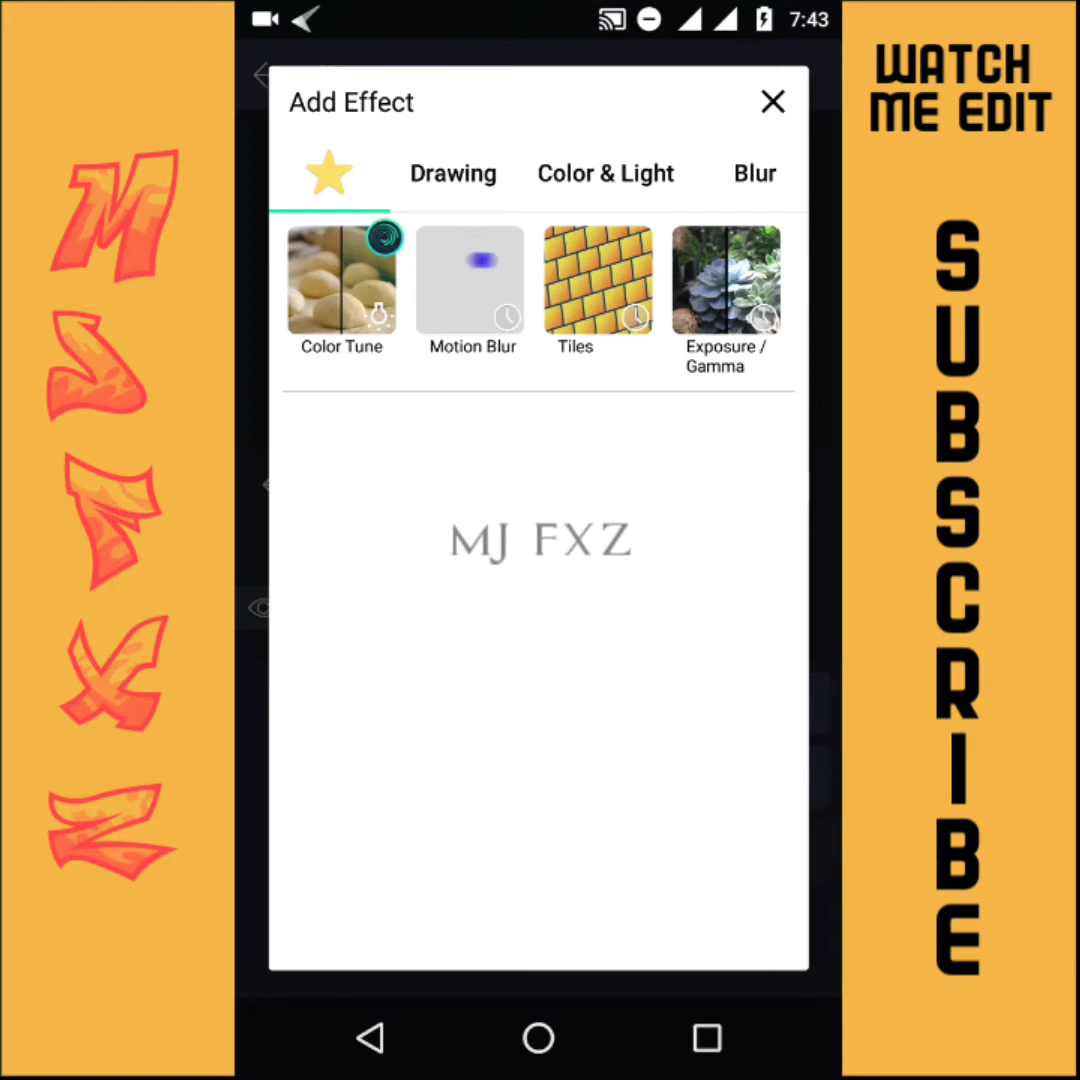 MJFXZ
7:43
Add Effect
Drawing
Color & Light
Blur
Color Tune
Motion Blur
Tiles
Exposure /
Gamma
MJ FXZ
WATCH
ME EDIT
SUBSCRIBE